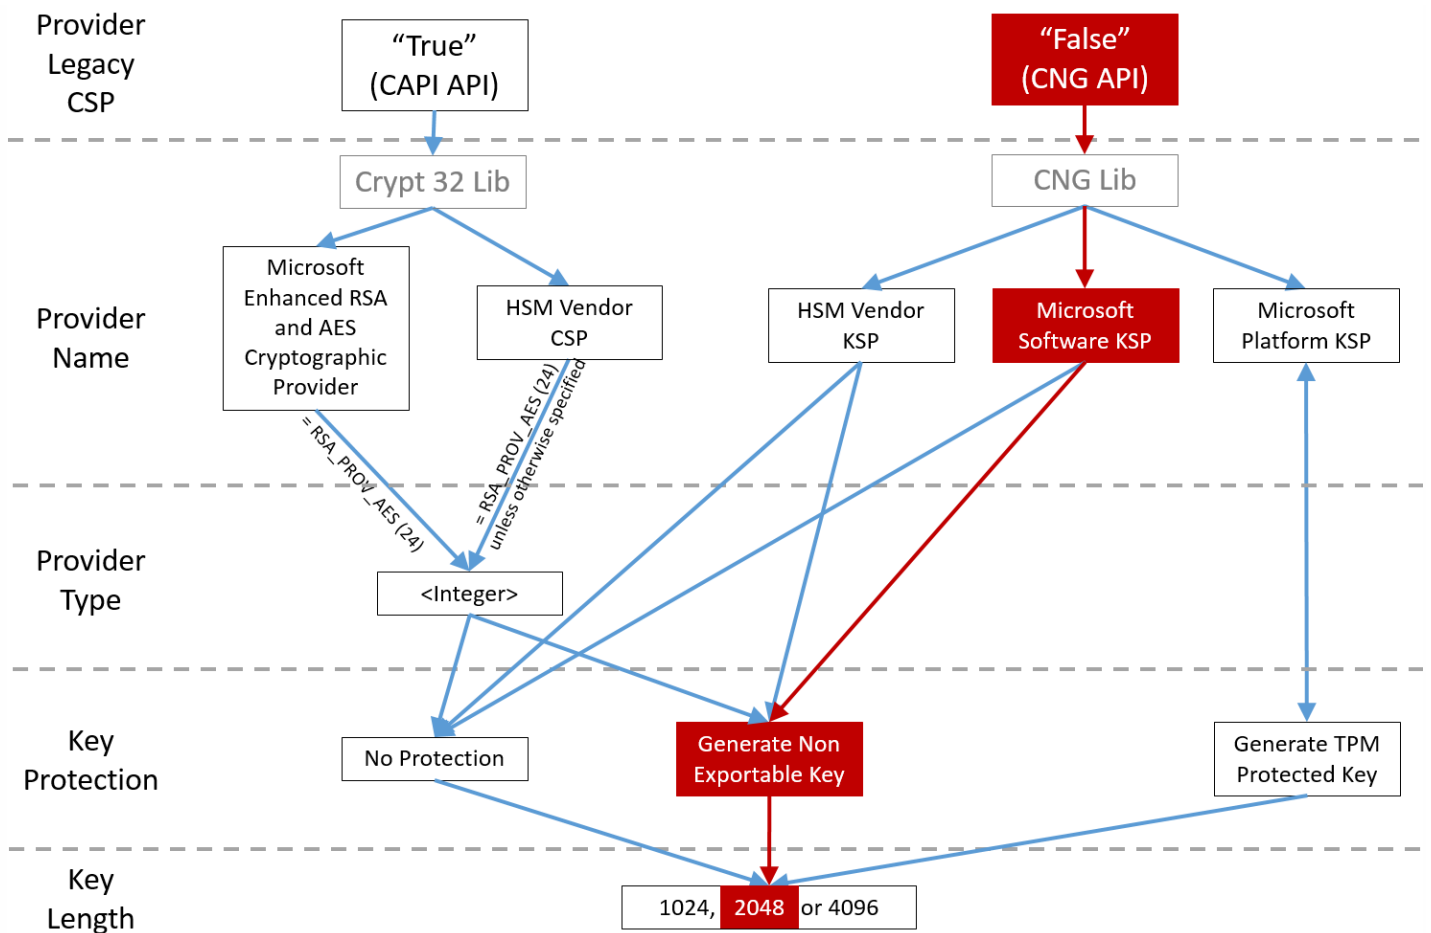 Provider
Legacy
CSP
“True”
(CAPI API)
“False”
(CNG API)
Crypt 32 Lib
CNG Lib
Provider
Name
Microsoft
Enhanced RSA
and AES
Cryptographic
Provider
HSM Vendor
CSP
HSM Vendor
KSP
Microsoft
Software KSP
Microsoft
Platform KSP
= RSA_PROV_AES (24)
= RSA_PROV_AES (24)
unless otherwise specified
Provider
Type
<Integer>
Key
Protection
No Protection
Generate Non
Exportable Key
Generate TPM
Protected Key
Key
Length
1024, 2048 or 4096